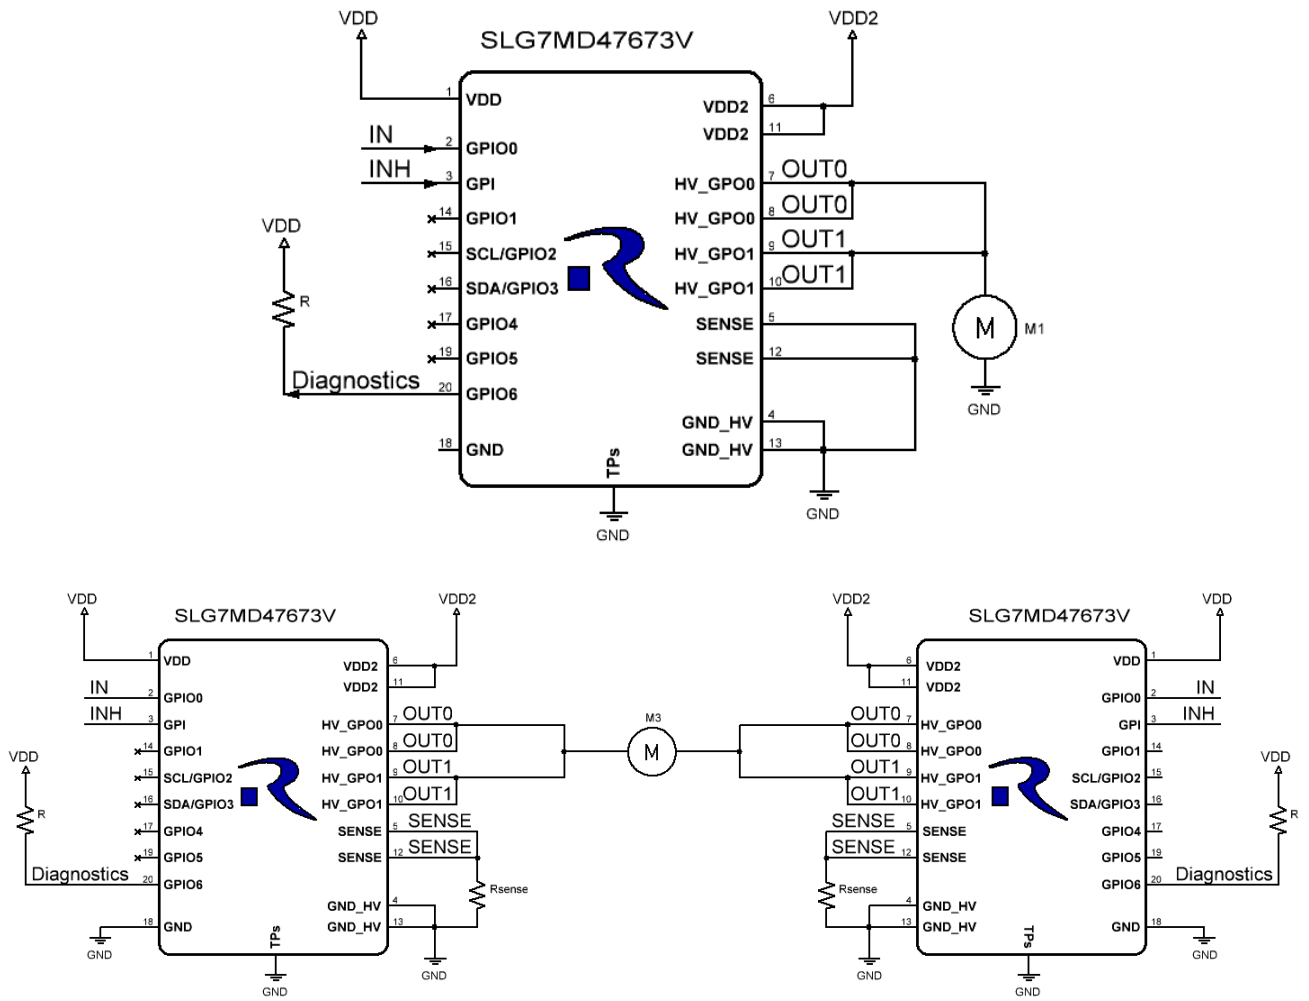 VDD
VDD2
SLG7MD47673V
1
VDD
VDD2
6
VDD2
11
IN
2
GPIO0
INH
3
GPI
HV_GPO0
7
OUT0
14
GPIO1
HV_GPO0
8
OUT0
VDD
15
SCL/GPIO2
HV_GPO1
9
OUT1
16
SDA/GPIO3
HV_GPO1
10
OUT1
R
17
GPIO4
SENSE
5
M
M1
19
GPIO5
SENSE
12
Diagnostics
20
GPIO6
GND
GND_HV
4
18
GND
GND_HV
13
TPs
GND
GND
VDD
VDD2
SLG7MD47673V
1
VDD
VDD2
6
VDD2
11
IN
2
GPIO0
INH
3
GPI
HV_GPO0
7
OUT0
14
GPIO1
HV_GPO0
8
OUT0
VDD
15
SCL/GPIO2
HV_GPO1
9
OUT1
16
SDA/GPIO3
HV_GPO1
10
OUT1
R
17
GPIO4
SENSE
5
SENSE
19
GPIO5
SENSE
12
SENSE
Diagnostics
20
GPIO6
Rsense
GND_HV
4
18
GND
GND_HV
13
GND
TPs
GND
GND
M3
M
VDD2
VDD
SLG7MD47673V
6
VDD2
VDD
1
11
VDD2
GPIO0
2
IN
OUT0
7
HV_GPO0
GPI
3
INH
OUT0
8
HV_GPO0
GPIO1
14
VDD
OUT1
9
HV_GPO1
SCL/GPIO2
15
OUT1
10
HV_GPO1
SDA/GPIO3
16
R
SENSE
5
SENSE
GPIO4
17
SENSE
12
SENSE
GPIO5
19
Rsense
GPIO6
20
Diagnostics
4
GND_HV
13
GND_HV
GND
18
GND
TPs
GND
GND